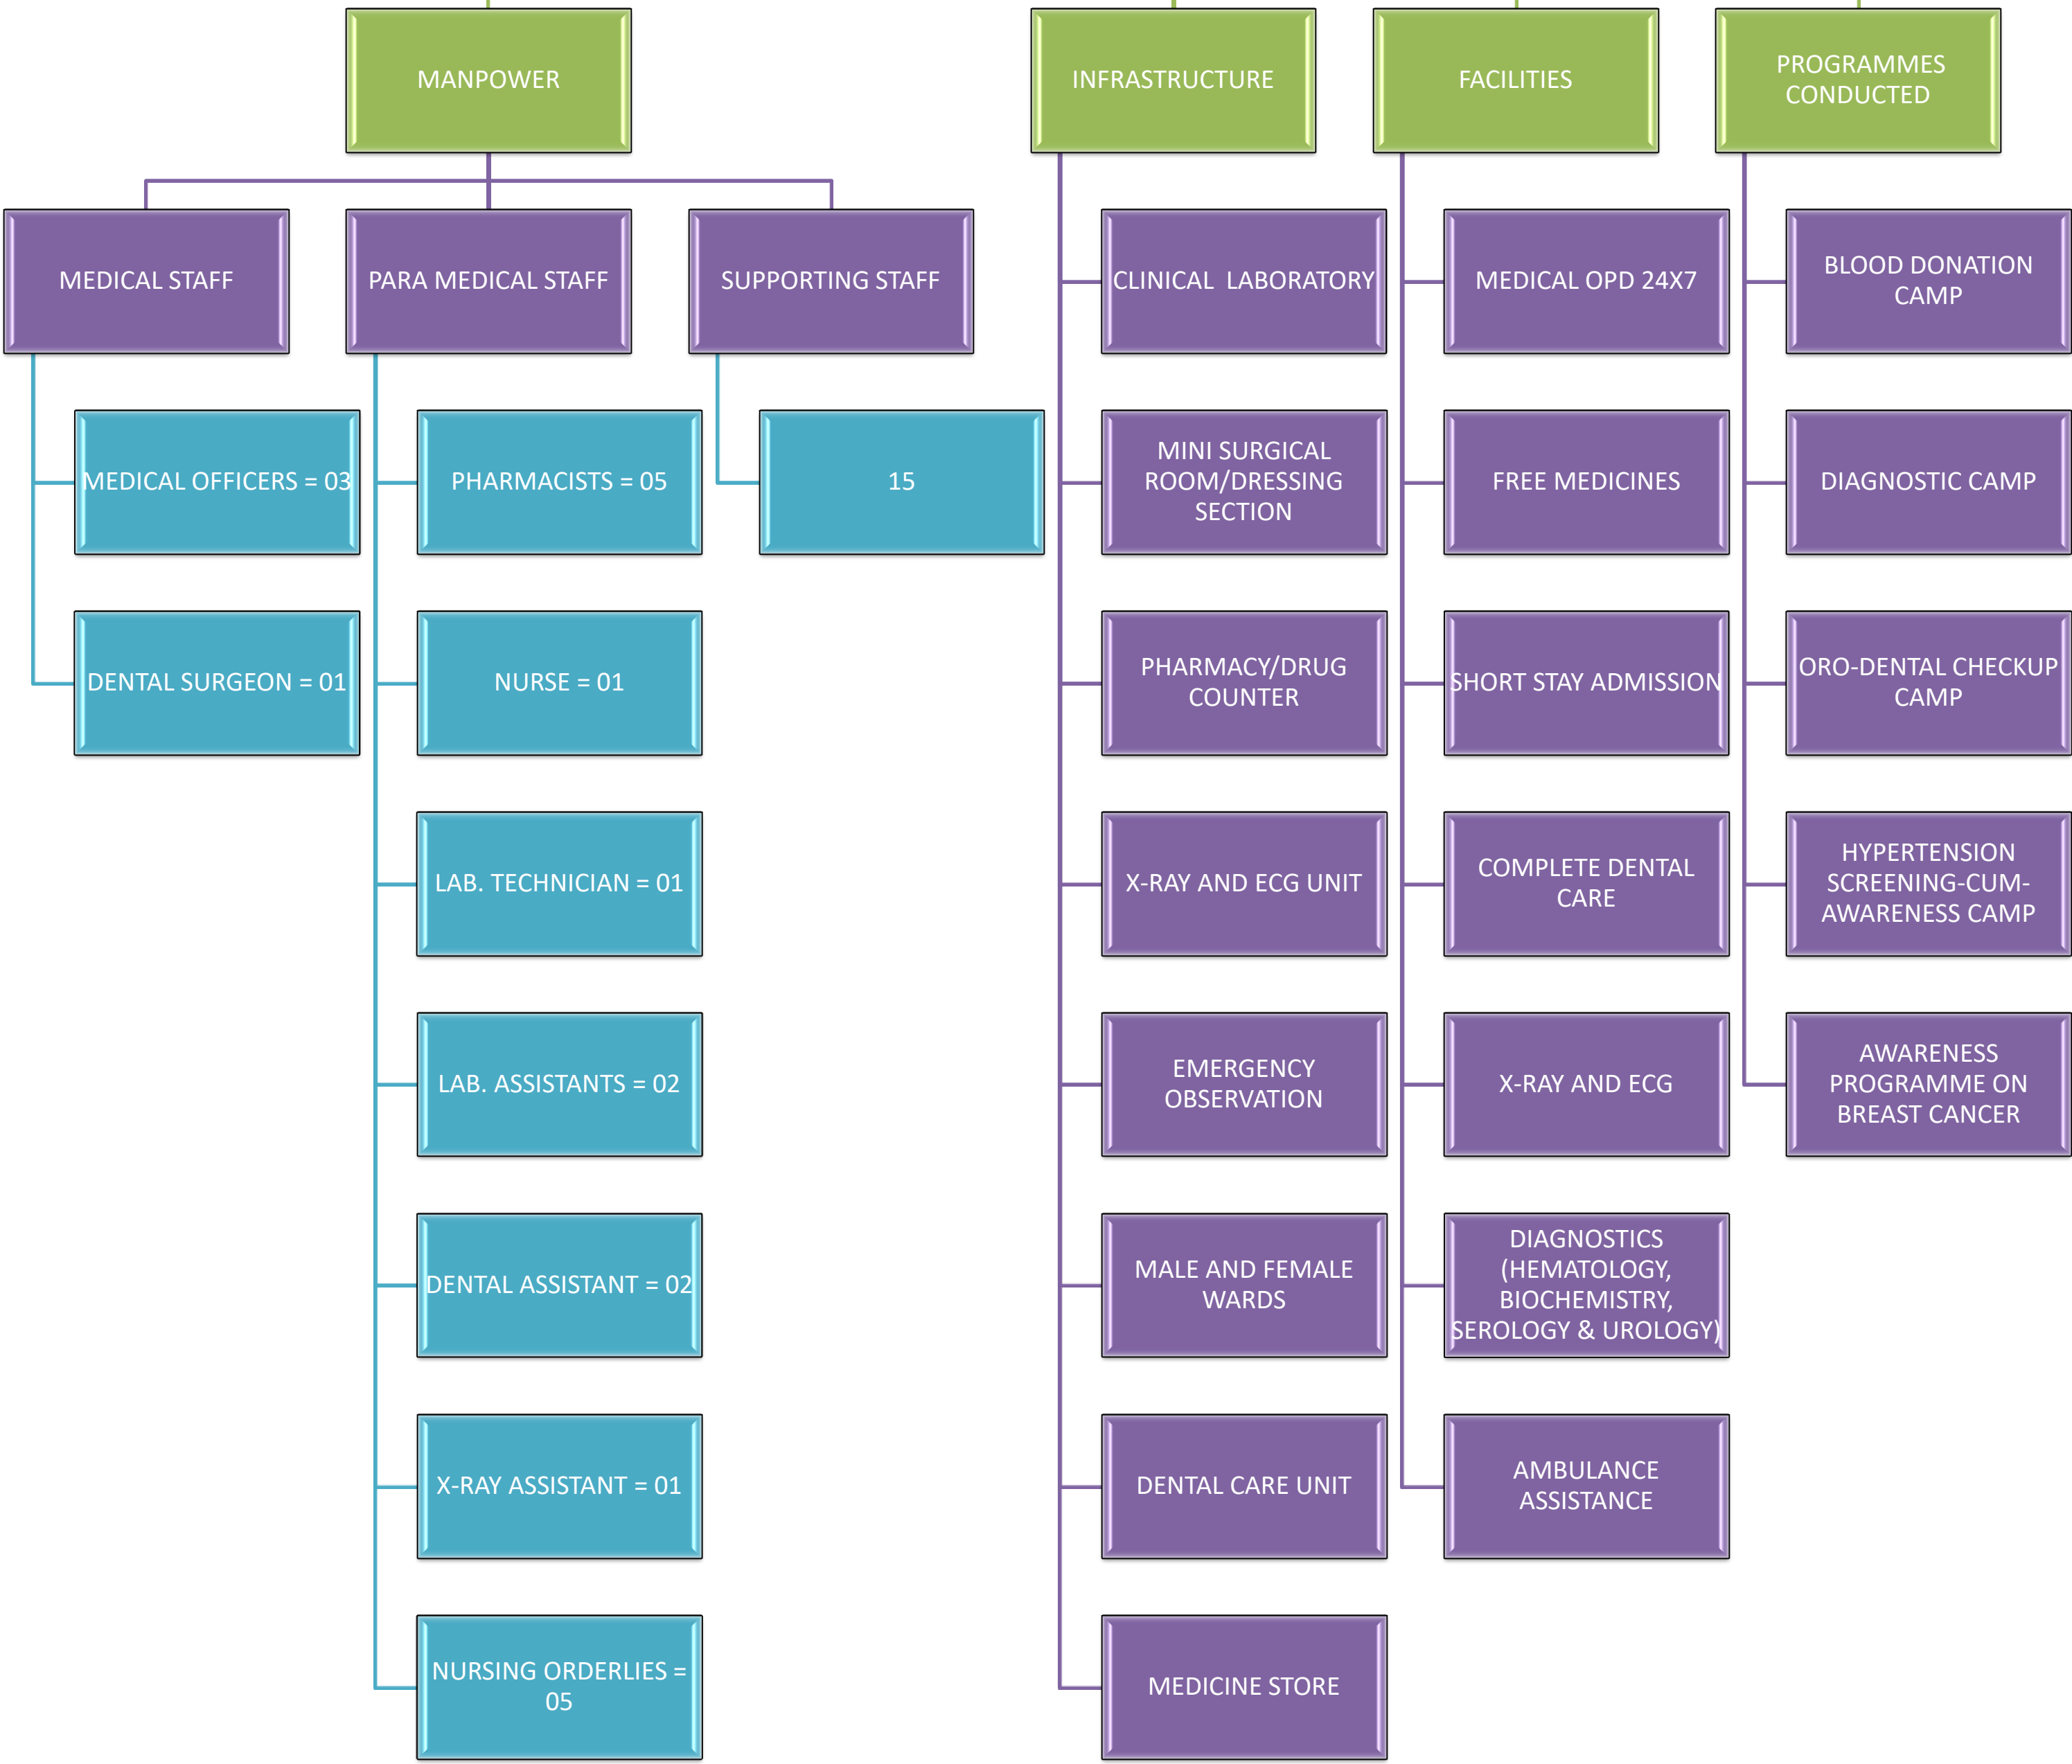 MANPOWER
INFRASTRUCTURE
FACILITIES
PROGRAMMES
CONDUCTED
MEDICAL STAFF
PARA MEDICAL STAFF
SUPPORTING STAFF
MEDICAL OFFICERS = 03
DENTAL SURGEON = 01
PHARMACISTS = 05
NURSE = 01
LAB. TECHNICIAN = 01
LAB. ASSISTANTS = 02
DENTAL ASSISTANT = 02
X-RAY ASSISTANT = 01
NURSING ORDERLIES =
05
15
CLINICAL LABORATORY
MINI SURGICAL
ROOM/DRESSING
SECTION
PHARMACY/DRUG
COUNTER
X-RAY AND ECG UNIT
EMERGENCY
OBSERVATION
MALE AND FEMALE
WARDS
DENTAL CARE UNIT
MEDICINE STORE
MEDICAL OPD 24X7
FREE MEDICINES
SHORT STAY ADMISSION
COMPLETE DENTAL
CARE
X-RAY AND ECG
DIAGNOSTICS
(HEMATOLOGY,
BIOCHEMISTRY,
SEROLOGY & UROLOGY)
AMBULANCE
ASSISTANCE
BLOOD DONATION
CAMP
DIAGNOSTIC CAMP
ORO-DENTAL CHECKUP
CAMP
HYPERTENSION
SCREENING-CUM-
AWARENESS CAMP
AWARENESS
PROGRAMME ON
BREAST CANCER